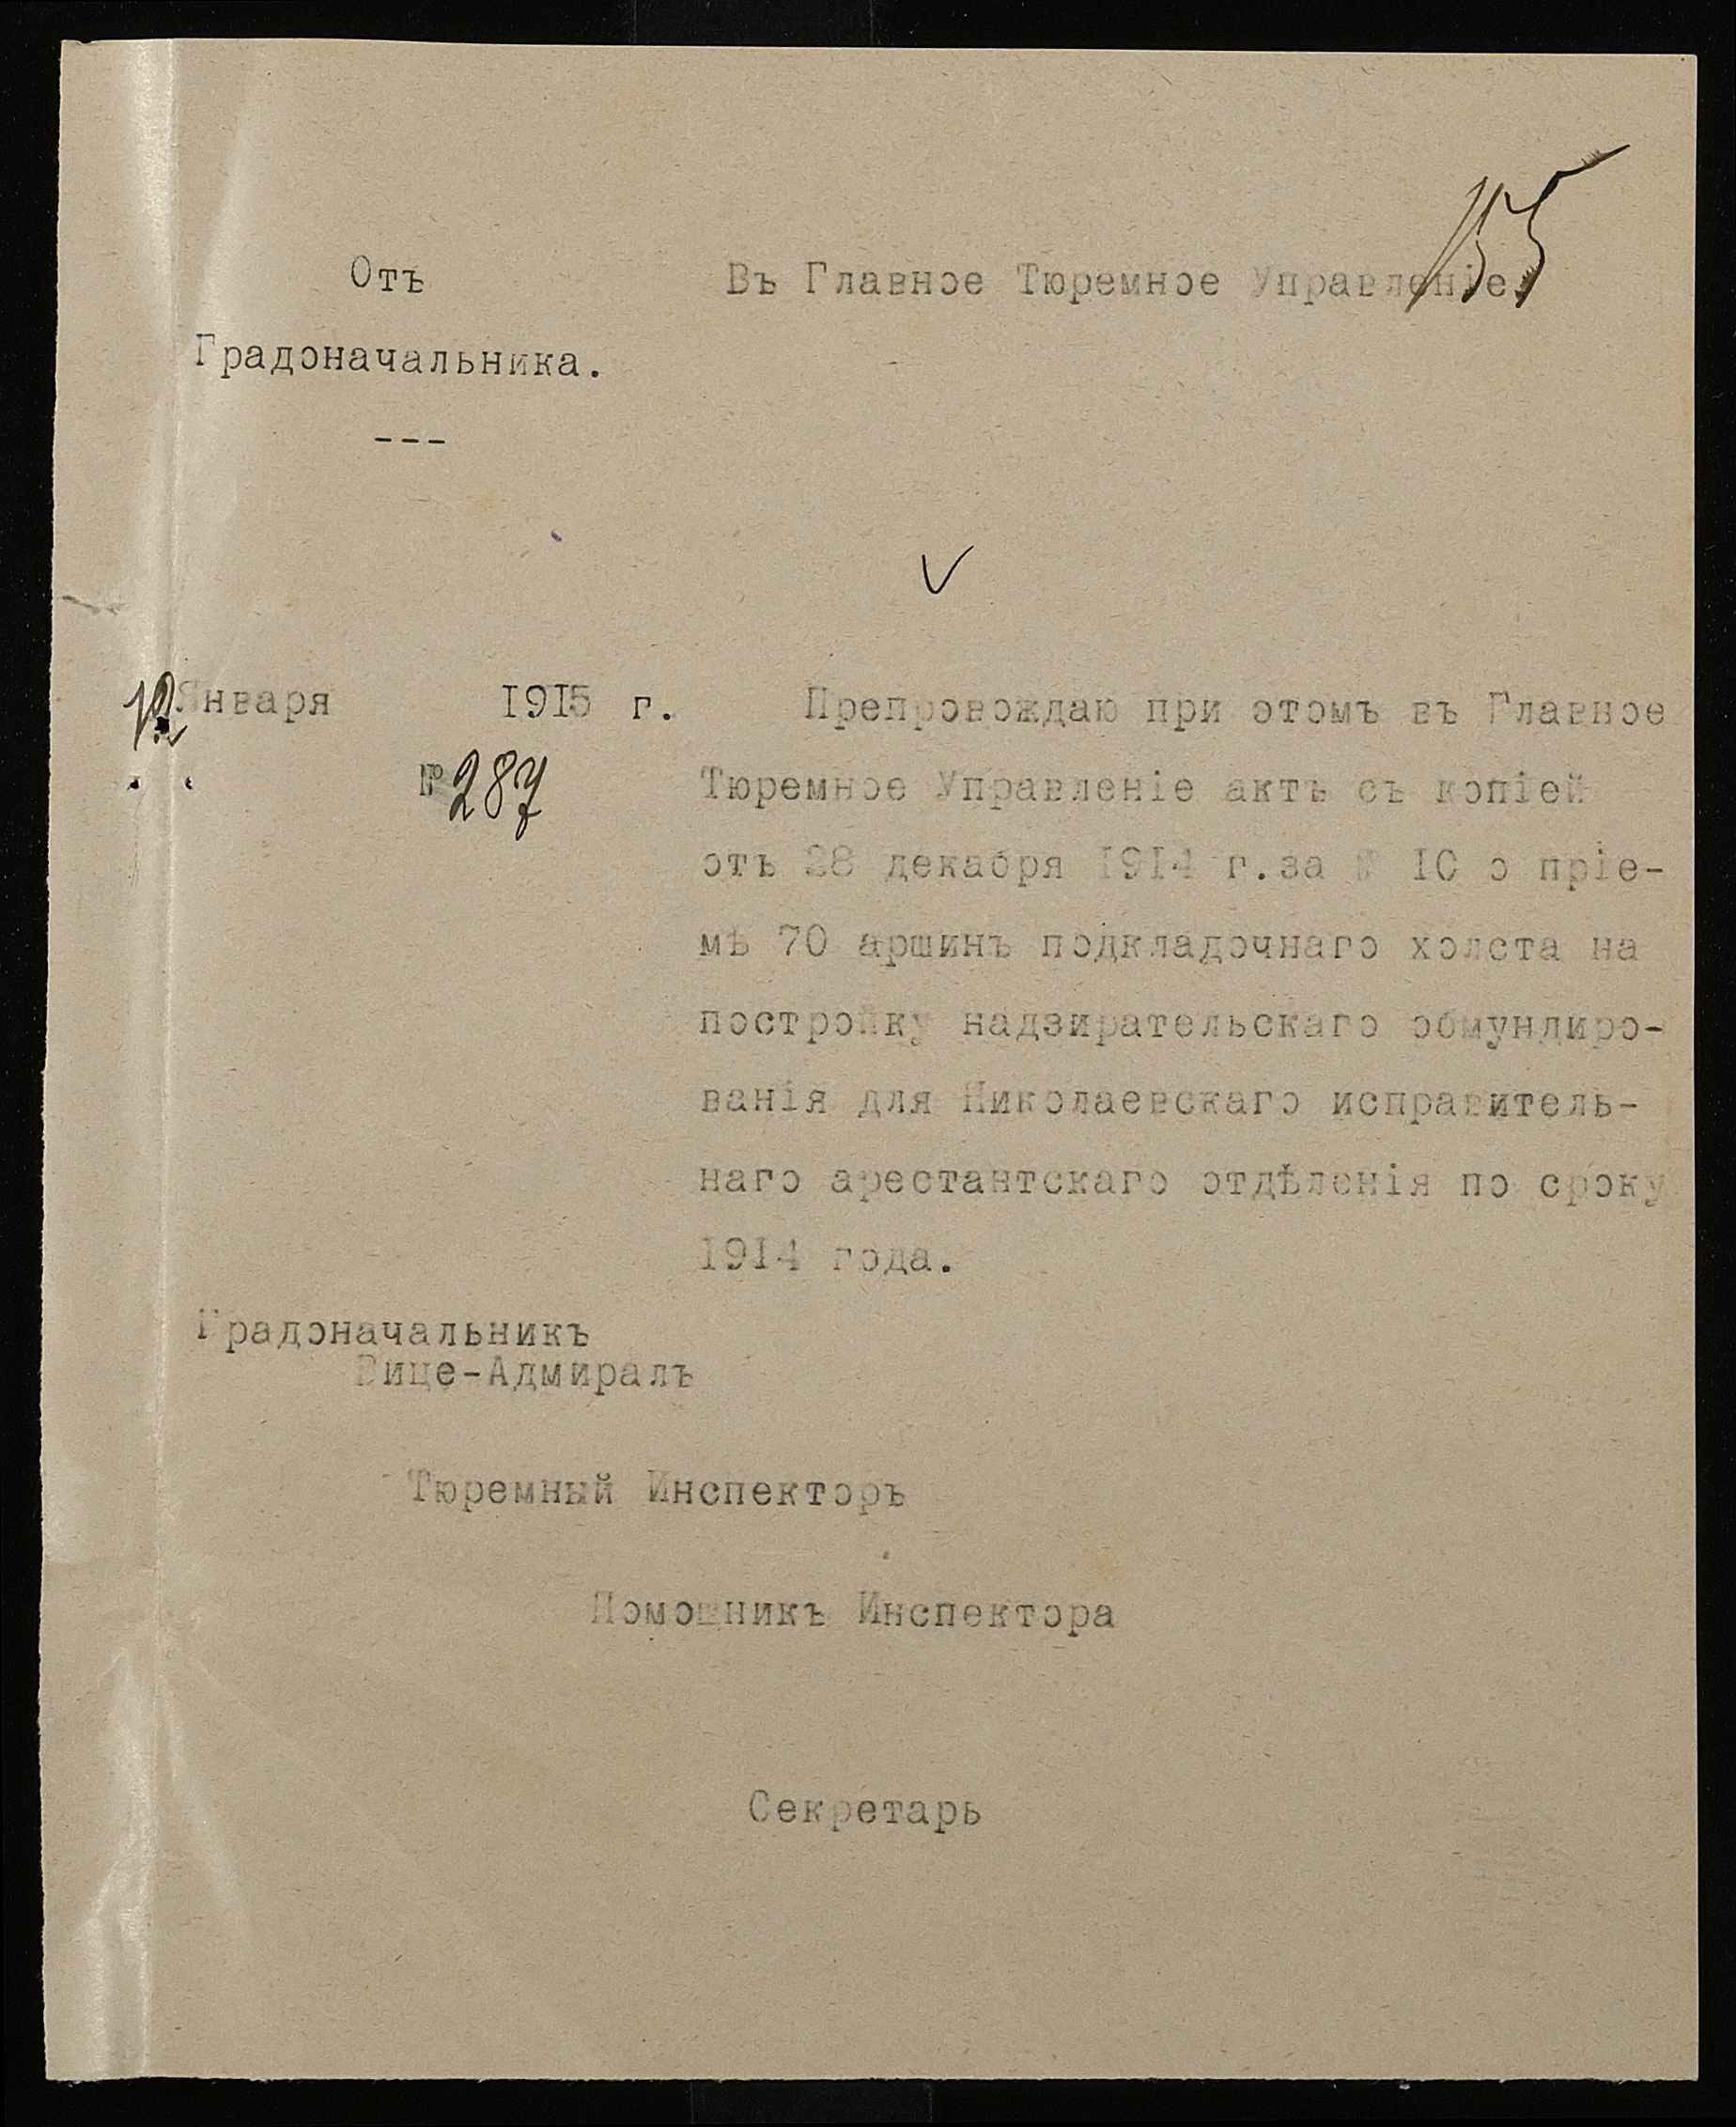 155
Отъ
Градоначальника.
---
Въ Главное Тюремное Управленіе.
12 Января 1915 г.
№ 287
Препровождаю при этомъ въ Главное
Тюремное Управленіе актъ съ копіей
отъ 28 декабря 1914 г.за № 10 о пріе-
мѣ 70 аршинъ подкладочнаго холста на
постройку надзирательскаго обмундиро-
ванія для Николаевскаго исправитель-
наго арестантскаго отдѣленія по сроку
1914 года.
Градоначальникъ
Вице-Адмиралъ
Тюремный Инспекторъ
Помощникъ Инспектора
Секретарь